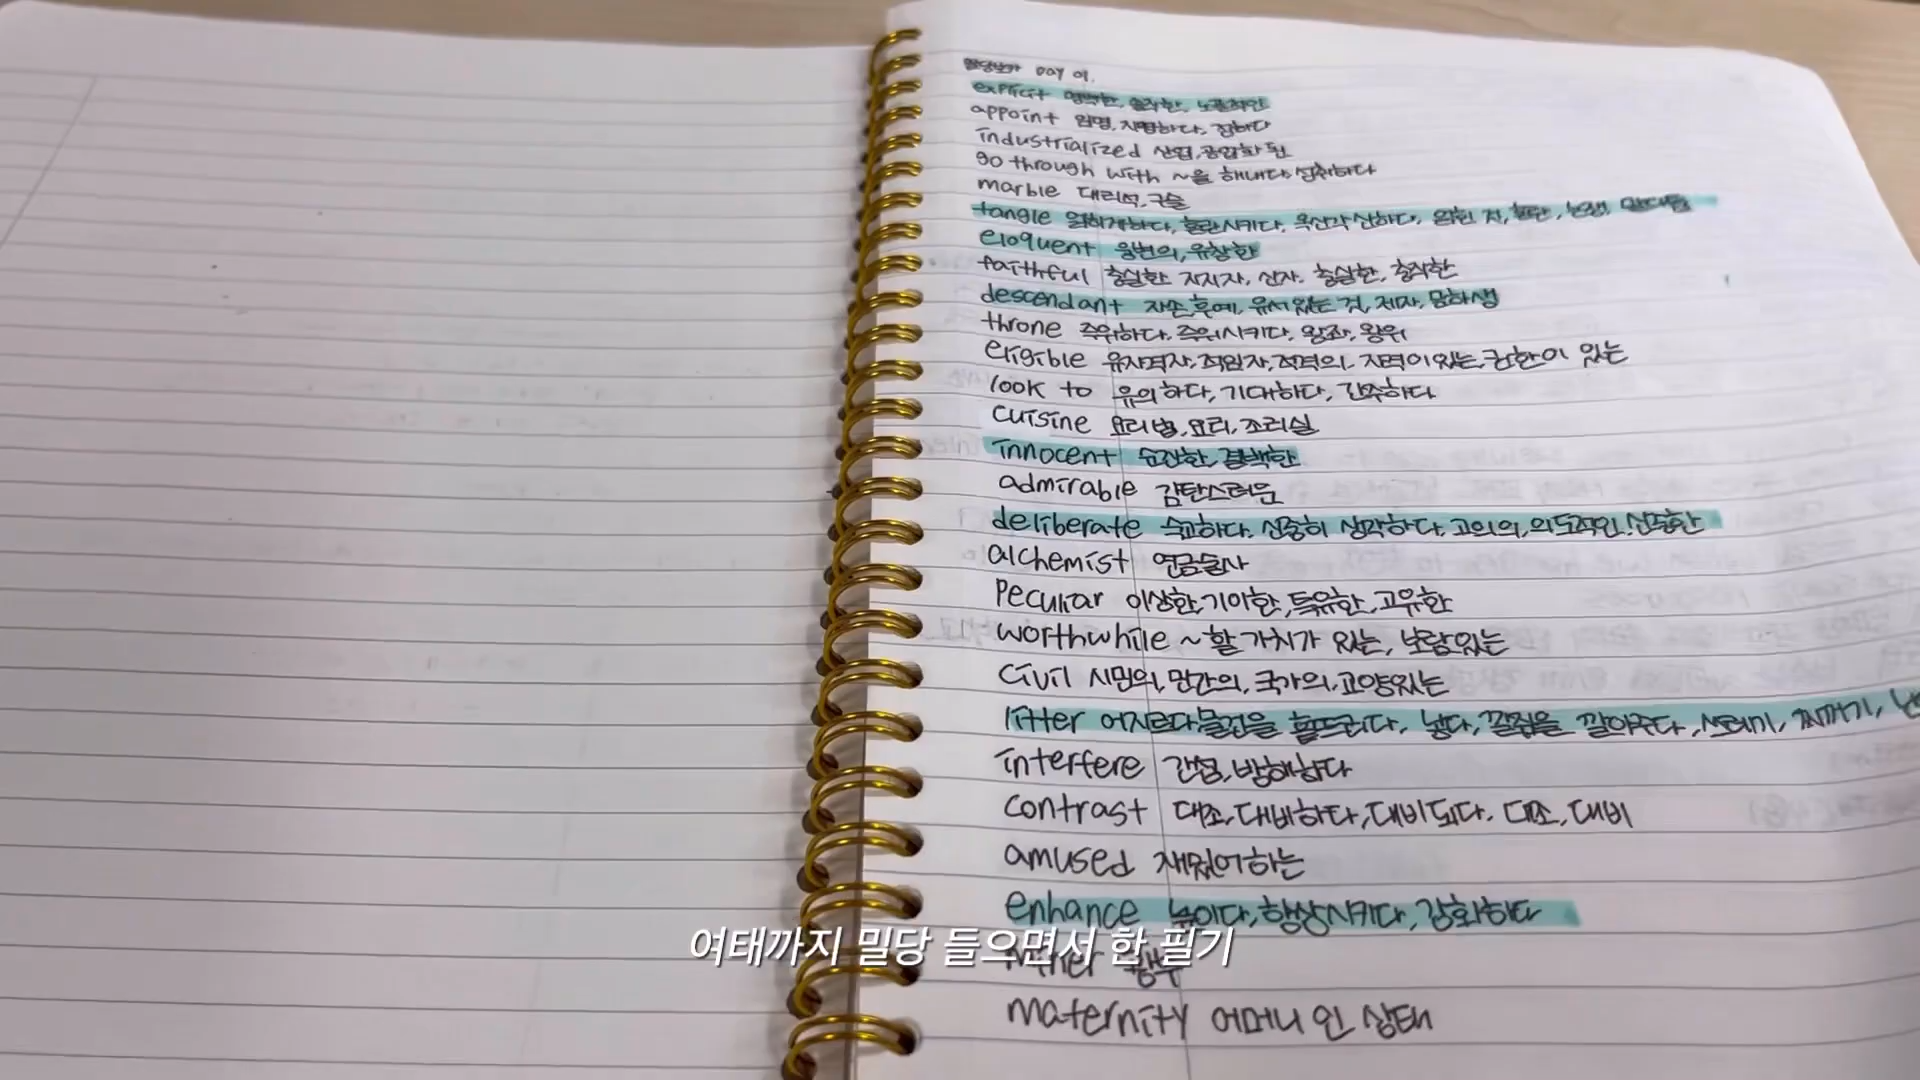 Day 01.
explicit 명백한, 솔직한, 노골적인
appoint 임명, 지명하다, 정하다
industrialized 산업, 공업화 된
go through with ~을 해내다, 성취하다
marble 대리석, 구슬
tangle 얽히게하다, 혼란시키다, 옥신각신하다, 얽힌 것, 혼란, 논쟁,
eloquent 웅변의, 유창한
faithful 충실한 지지자, 신자, 충실한, 충직한
descendant 자손, 후예, 유서있는 것, 제자, 문하생
throne 즉위하다, 즉위시키다, 왕좌, 왕위
eligible 유자격자, 적임자, 적격의, 자격이있는, 권한이 있는
look to 유의하다, 기대하다, 간주하다
cuisine 요리법, 요리, 조리실
innocent 순진한, 결백한
admirable 감탄스러운
deliberate 숙고하다, 신중히 생각하다, 고의의, 의도적인, 신중한
alchemist 연금술사
peculiar 이상한, 기이한, 독유한, 고유한
worthwhile ~할 가치가 있는, 보람있는
civil 시민의, 민간의, 국가의, 교양있는
litter 어지르다, 물건을 흩뜨리다, 낳다, 깔짚을 깔아주다, 쓰레기, 찌꺼기,
interfere 간섭, 방해하다
contrast 대조, 대비하다, 대비되다. 대조, 대비
amused 재밌어하는
enhance 높이다, 향상시키다, 강화하다
여태까지 밀당 들으면서 한 필기
maternity 어머니 인 상태